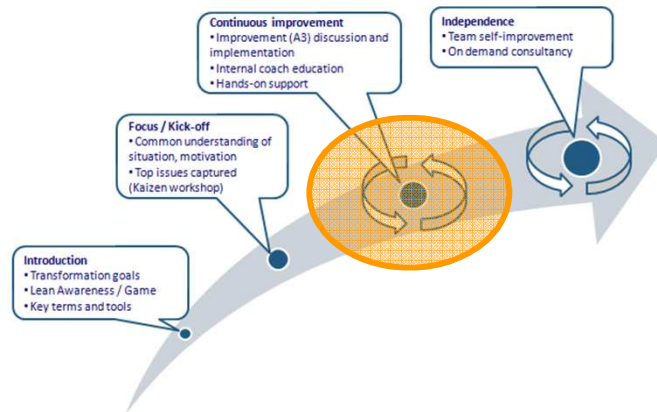 Continuous improvement
• Improvement (A3) discussion and
implementation
• Internal coach education
• Hands-on support
Independence
• Team self-improvement
• On demand consultancy
Focus / Kick-off
• Common understanding of
situation, motivation
• Top issues captured
(Kaizen workshop)
Introduction
• Transformation goals
• Lean Awareness / Game
• Key terms and tools